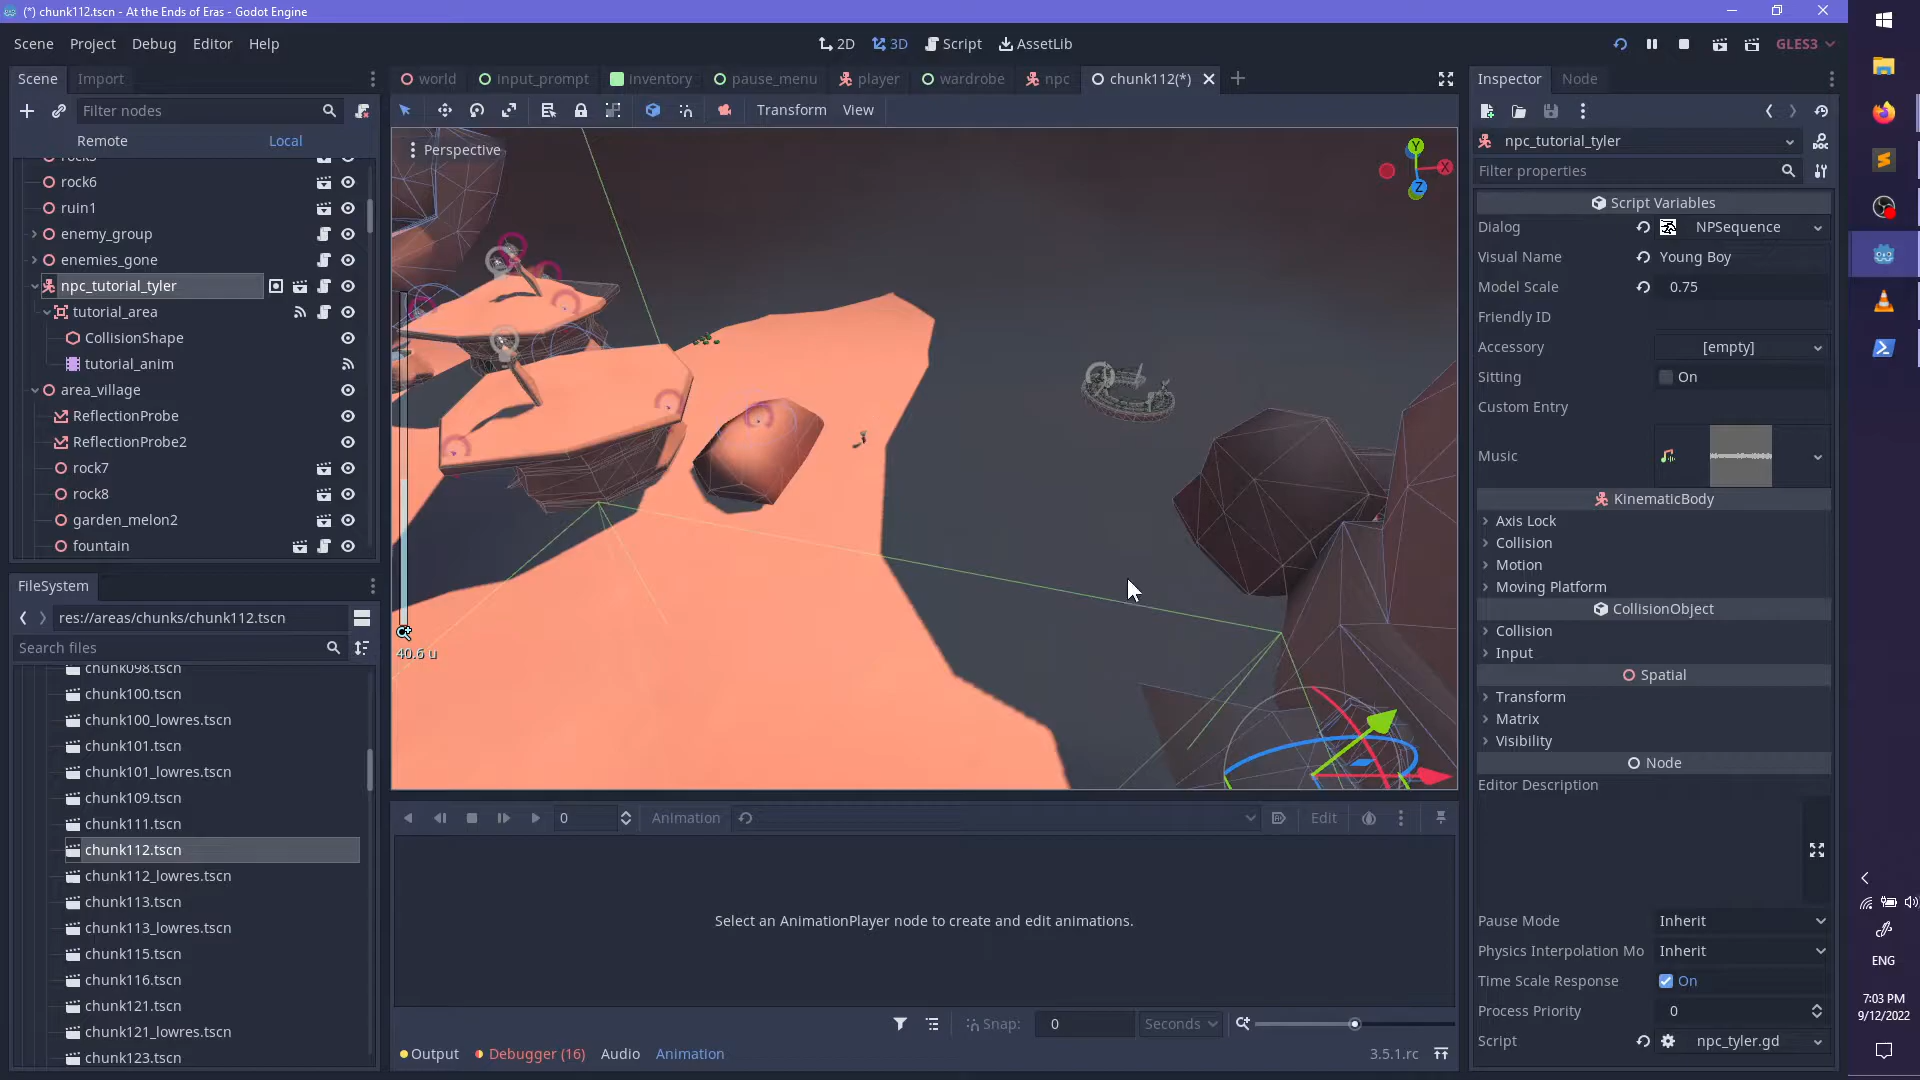 (*) chunk112.tscn - At the Ends of Eras - Godot Engine
Scene Project Debug Editor Help
2D 3D Script AssetLib
GLES3
Scene Import
world input_prompt inventory pause_menu player wardrobe npc chunk112(*)
Inspector Node
Filter nodes
Transform View
Remote Local
rock5
rock6
ruin1
enemy_group
enemies_gone
npc_tutorial_tyler
tutorial_area
CollisionShape
tutorial_anim
area_village
ReflectionProbe
ReflectionProbe2
rock7
rock8
garden_melon2
fountain
FileSystem
res://areas/chunks/chunk112.tscn
Search files
chunk098.tscn
chunk100.tscn
chunk100_lowres.tscn
chunk101.tscn
chunk101_lowres.tscn
chunk109.tscn
chunk111.tscn
chunk112.tscn
chunk112_lowres.tscn
chunk113.tscn
chunk113_lowres.tscn
chunk115.tscn
chunk116.tscn
chunk121.tscn
chunk121_lowres.tscn
chunk123.tscn
Perspective
Y
X
Z
40.6 u
0 Animation Edit
Select an AnimationPlayer node to create and edit animations.
Snap: 0 Seconds
Output Debugger (16) Audio Animation 3.5.1.rc
npc_tutorial_tyler
Filter properties
Script Variables
Dialog NPSequence
Visual Name Young Boy
Model Scale 0.75
Friendly ID
Accessory [empty]
Sitting On
Custom Entry
Music
KinematicBody
Axis Lock
Collision
Motion
Moving Platform
CollisionObject
Collision
Input
Spatial
Transform
Matrix
Visibility
Node
Editor Description
Pause Mode Inherit
Physics Interpolation Mo Inherit
Time Scale Response On
Process Priority 0
Script npc_tyler.gd
ENG
7:03 PM
9/12/2022